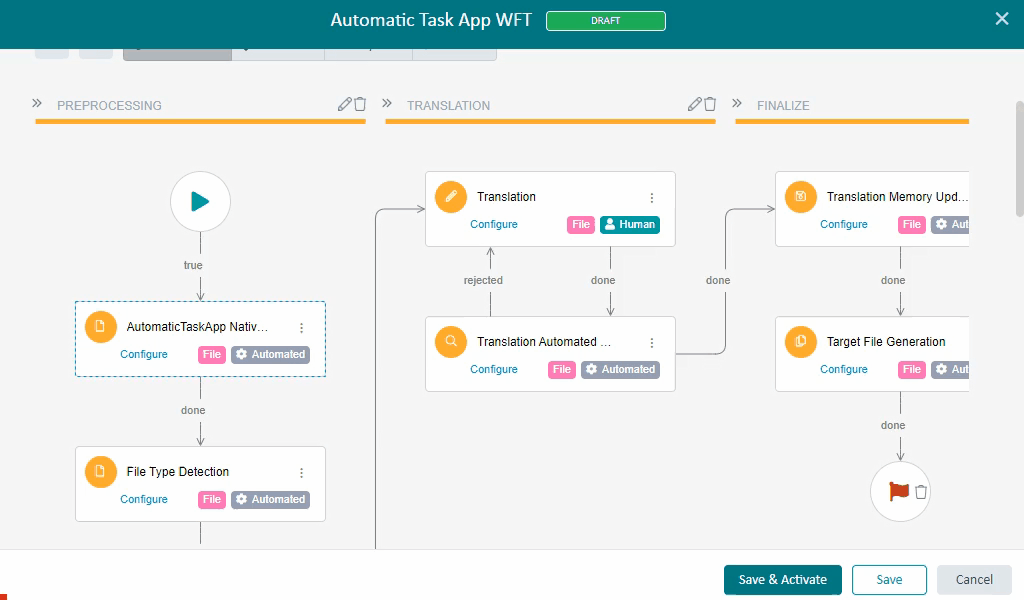 Automatic Task App WFT
DRAFT
PREPROCESSING
TRANSLATION
FINALIZE
true
AutomaticTaskApp Nativ...
Configure
File
Automated
done
File Type Detection
Configure
File
Automated
Translation
Configure
File
Human
rejected
done
Translation Automated ...
Configure
File
Automated
done
Translation Memory Upd...
Configure
File
Aut
done
Target File Generation
Configure
File
Aut
done
Save & Activate
Save
Cancel